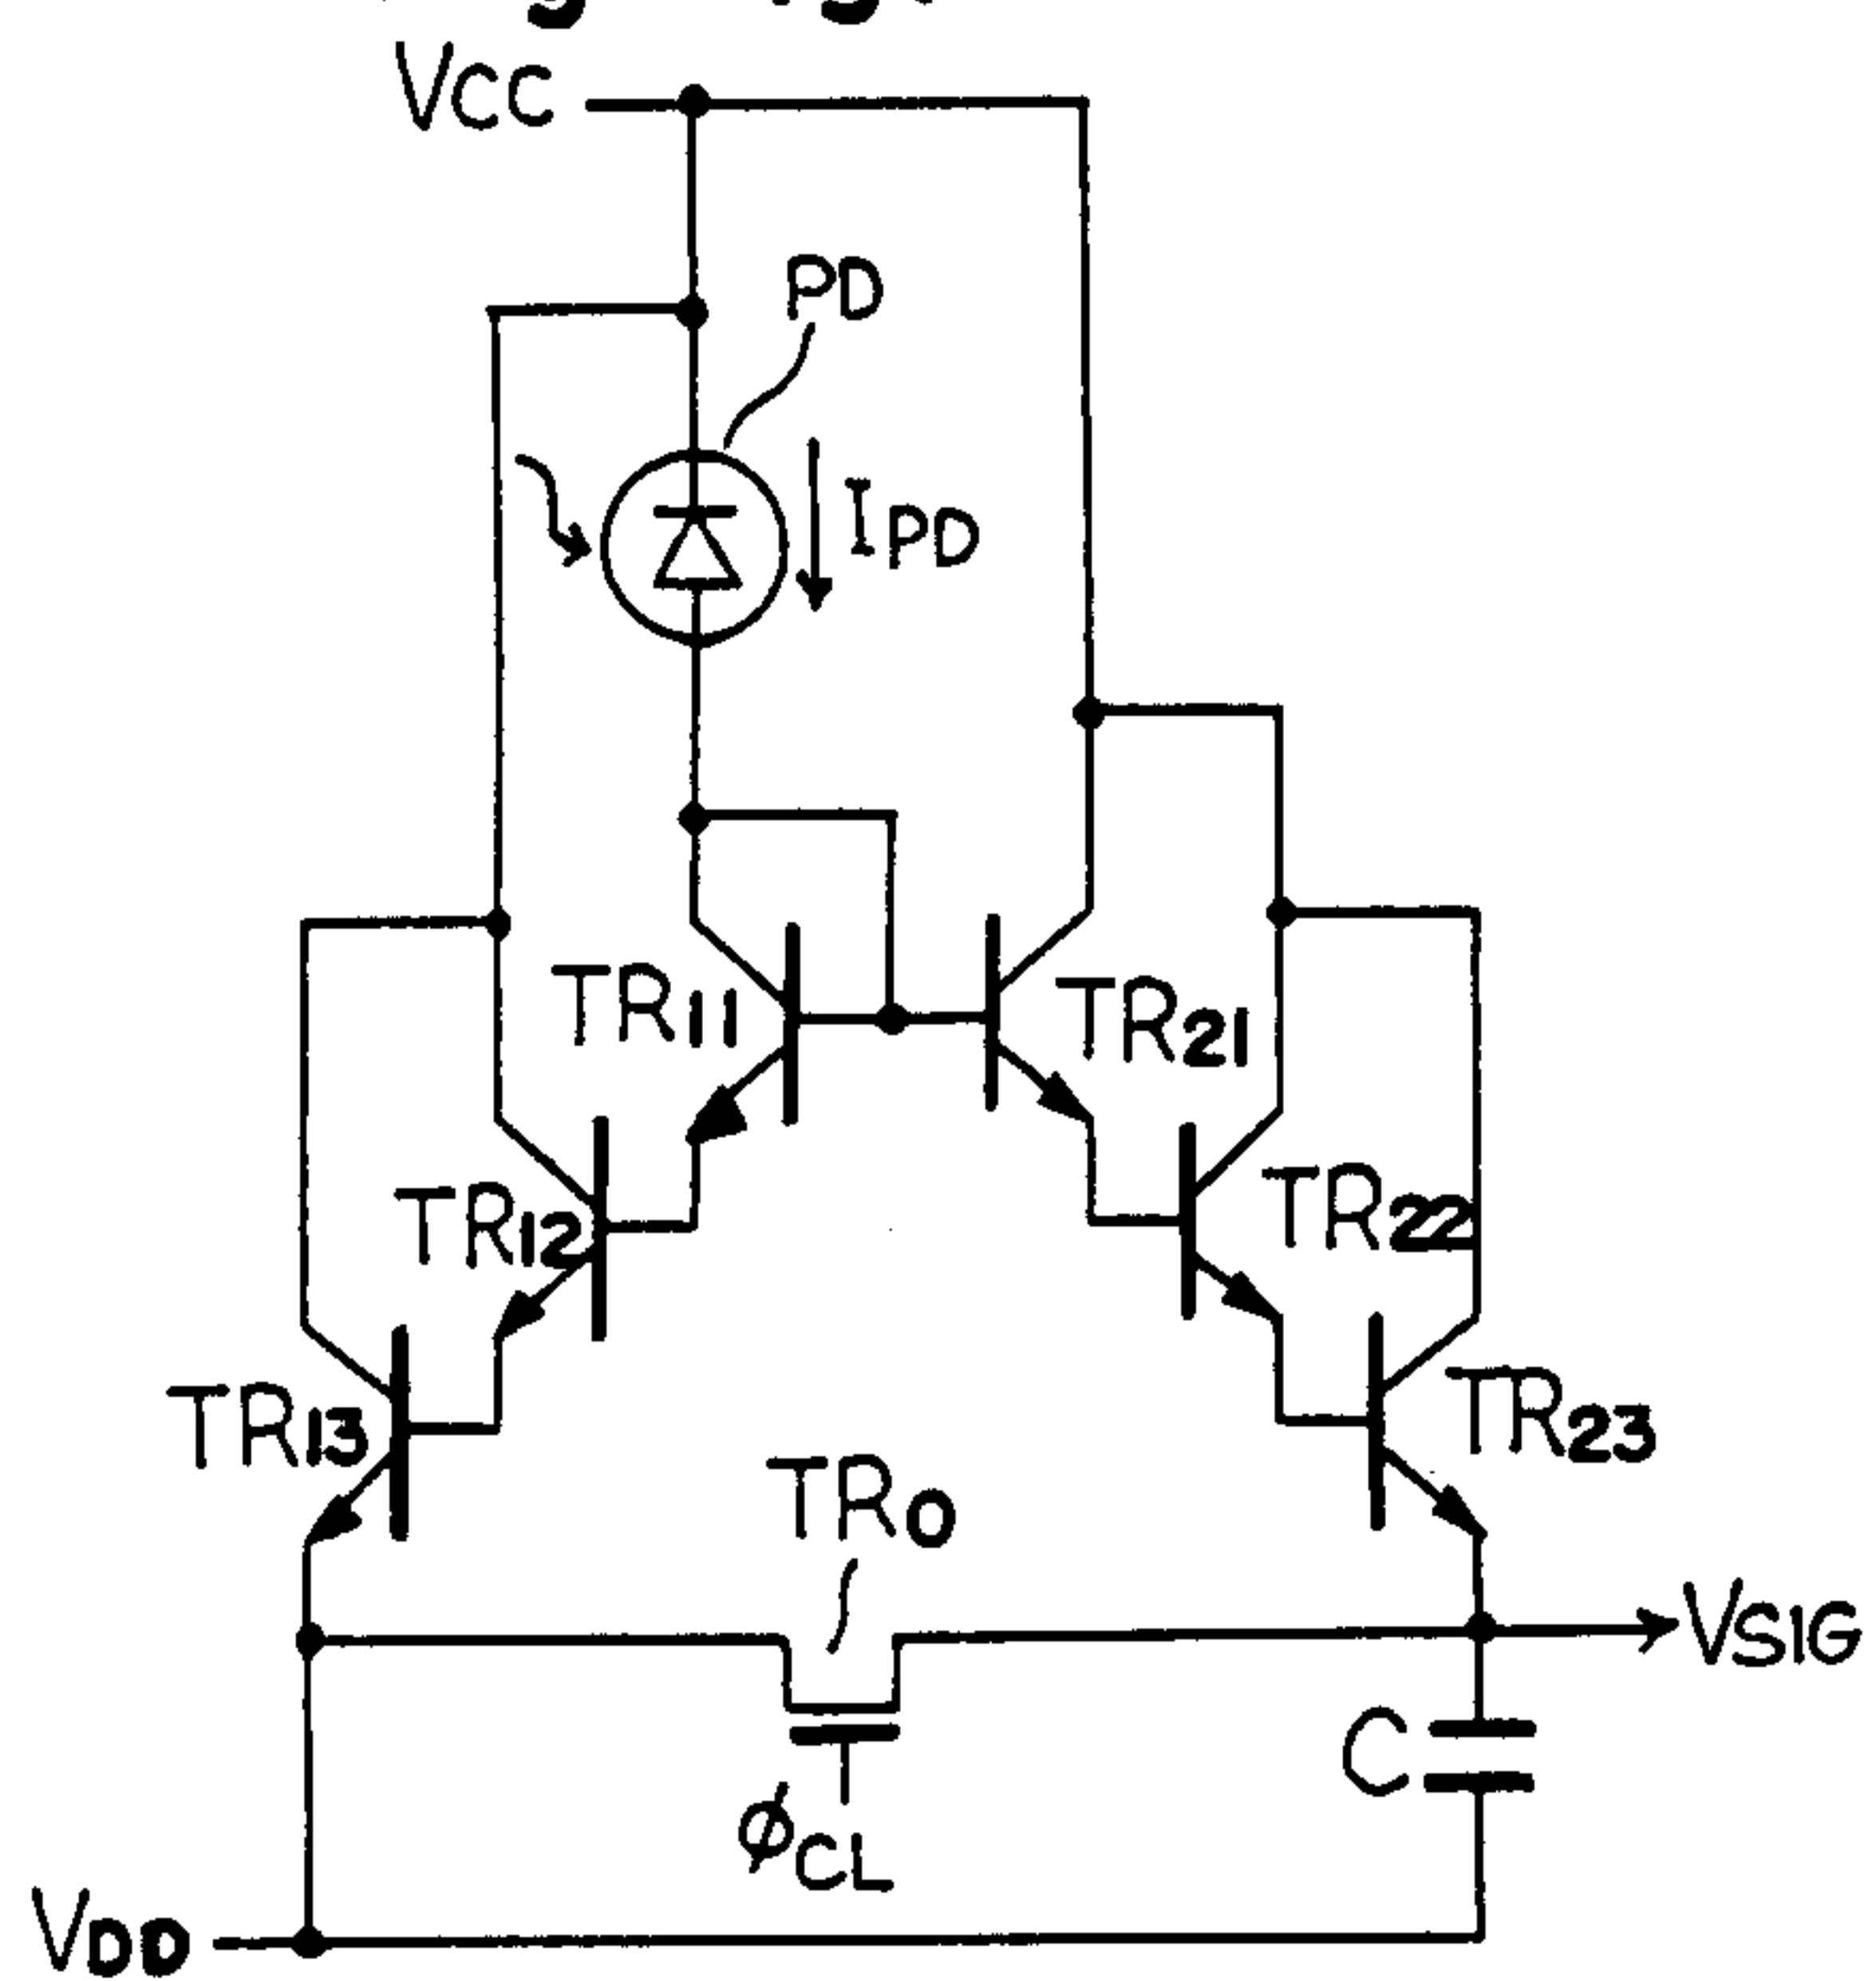 VCC
PD
IPD
TR11
TR21
TR12
TR22
TR13
TR23
TR0
VSIG
C
ϕCL
VDD